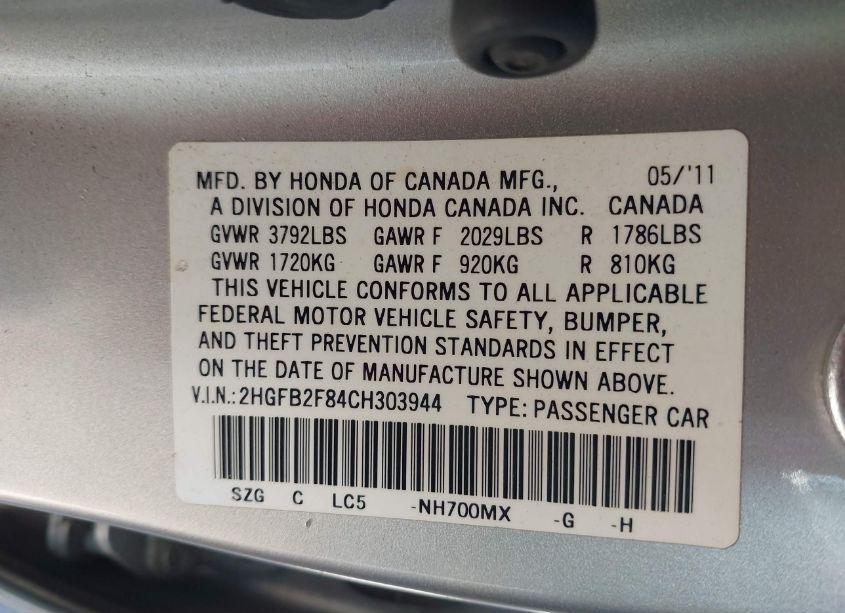 MFD. BY HONDA OF CANADA MFG., 05/'11
A DIVISION OF HONDA CANADA INC. CANADA
GVWR 3792LBS GAWR F 2029LBS R 1786LBS
GVWR 1720KG GAWR F 920KG R 810KG
THIS VEHICLE CONFORMS TO ALL APPLICABLE
FEDERAL MOTOR VEHICLE SAFETY, BUMPER,
AND THEFT PREVENTION STANDARDS IN EFFECT
ON THE DATE OF MANUFACTURE SHOWN ABOVE.
V.I.N.: 2HGFB2F84CH303944 TYPE: PASSENGER CAR
SZG C LC5 -NH700MX -G -H